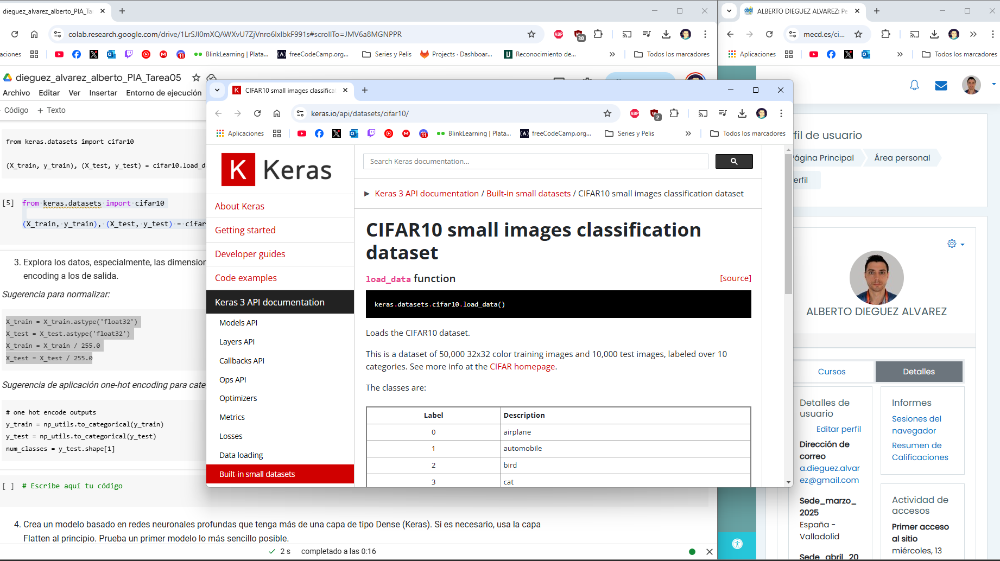 dieguez_alvarez_alberto_PIA_Ta
colab.research.google.com/drive/1LrSJl0mXQAWXvU7ZjVnro6IxlbkF991s#scrollTo=JMV6a8MGNPPR
30
BlinkLearning | Plata...
freeCodeCamp.org...
Series y Pelis
Projects · Dashboar...
Reconocimiento de...
»
Todos los marcadores
dieguez_alvarez_alberto_PIA_Tarea05
Archivo Editar Ver Insertar Entorno de ejecución
Código + Texto
from keras.datasets import cifar10
(X_train, y_train), (X_test, y_test) = cifar10.load_da
[5] from keras.datasets import cifar10
(X_train, y_train), (X_test, y_test) = cifar
3. Explora los datos, especialmente, las dimension
encoding a los de salida.
Sugerencia para normalizar:
X_train = X_train.astype('float32')
X_test = X_test.astype('float32')
X_train = X_train / 255.0
X_test = X_test / 255.0
Sugerencia de aplicación one-hot encoding para cate
# one hot encode outputs
y_train = np_utils.to_categorical(y_train)
y_test = np_utils.to_categorical(y_test)
num_classes = y_test.shape[1]
[ ] # Escribe aquí tu código
4. Crea un modelo basado en redes neuronales profundas que tenga más de una capa de tipo Dense (Keras). Si es necesario, usa la capa
Flatten al principio. Prueba un primer modelo lo más sencillo posible.
2 s completado a las 0:16
CIFAR10 small images classificat
keras.io/api/datasets/cifar10/
ABP
2
Aplicaciones
BlinkLearning | Plata...
freeCodeCamp.org...
Series y Pelis
»
Todos los marcadores
K Keras
About Keras
Getting started
Developer guides
Code examples
Keras 3 API documentation
Models API
Layers API
Callbacks API
Ops API
Optimizers
Metrics
Losses
Data loading
Built-in small datasets
Search Keras documentation...
► Keras 3 API documentation / Built-in small datasets / CIFAR10 small images classification dataset
CIFAR10 small images classification
dataset
load_data function
[source]
keras.datasets.cifar10.load_data()
Loads the CIFAR10 dataset.
This is a dataset of 50,000 32x32 color training images and 10,000 test images, labeled over 10
categories. See more info at the CIFAR homepage.
The classes are:
Label Description
0 airplane
1 automobile
2 bird
3 cat
ALBERTO DIEGUEZ ALVAREZ: Pe
mecd.es/ci...
Aplicaciones
»
Todos los marcadores
fil de usuario
ágina Principal
Área personal
erfil
ALBERTO DIEGUEZ ALVAREZ
Cursos
Detalles
Detalles de
usuario
Editar perfil
Dirección de
correo
a.dieguez.alvar
ez@gmail.com
Sede_marzo_
2025
España -
Valladolid
Sede_abril_20
Informes
Sesiones del
navegador
Resumen de
Calificaciones
Actividad de
accesos
Primer acceso
al sitio
miércoles, 13